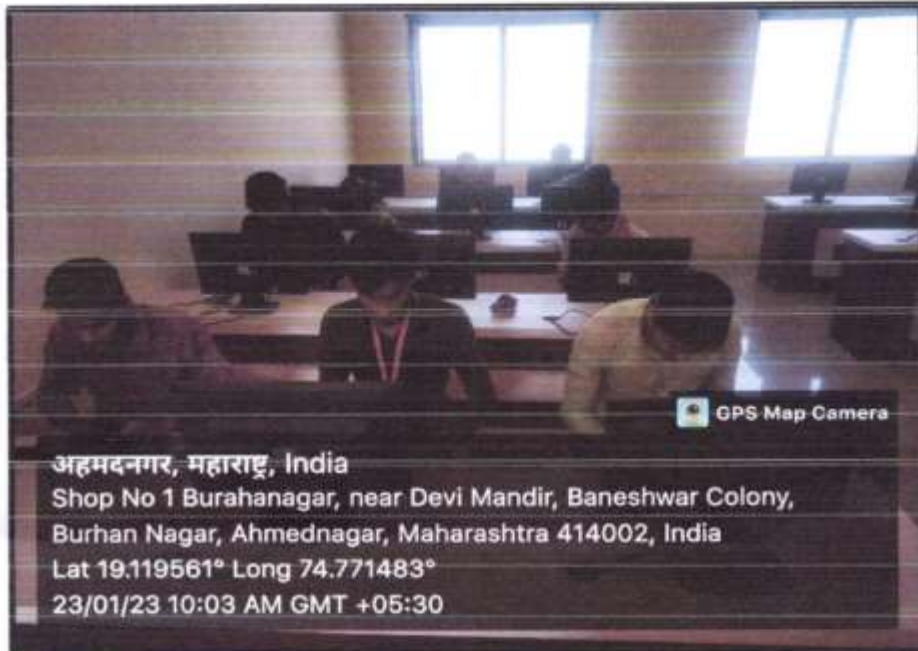 GPS Map Camera
अहमदनगर, महाराष्ट्र, India
Shop No 1 Burahanagar, near Devi Mandir, Baneshwar Colony,
Burhan Nagar, Ahmednagar, Maharashtra 414002, India
Lat 19.119561° Long 74.771483°
23/01/23 10:03 AM GMT +05:30